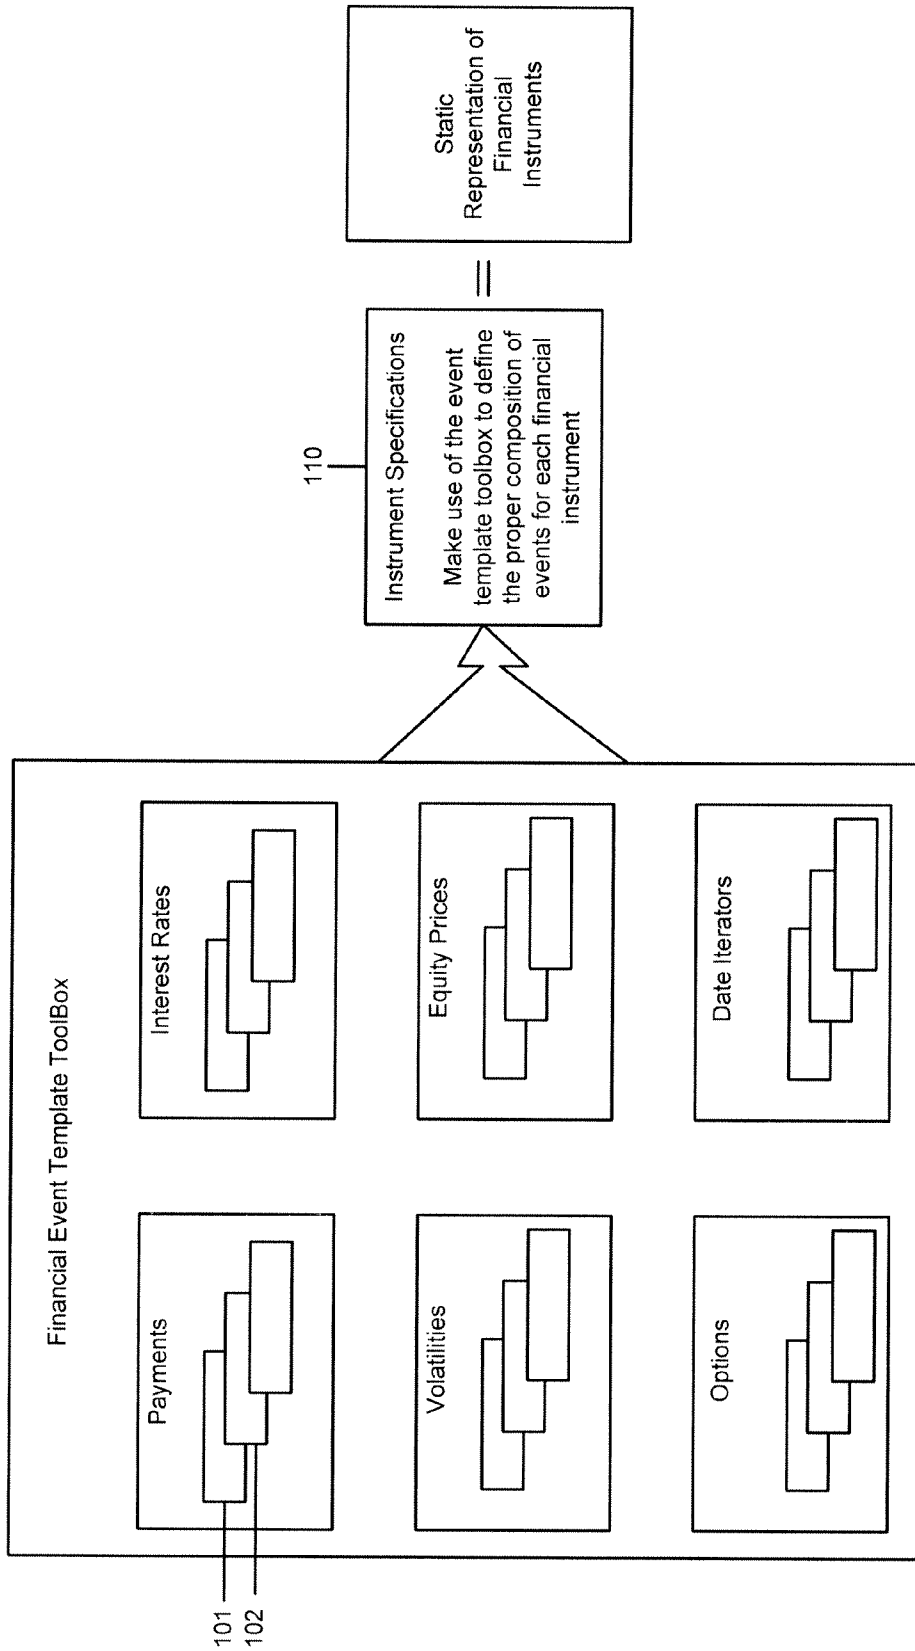 Financial Event Template ToolBox
Payments
Interest Rates
101
102
Volatilities
Equity Prices
Options
Date Iterators
110
Instrument Specifications
Make use of the event
template toolbox to define
the proper composition of
events for each financial
instrument
=
Static
Representation of
Financial
Instruments